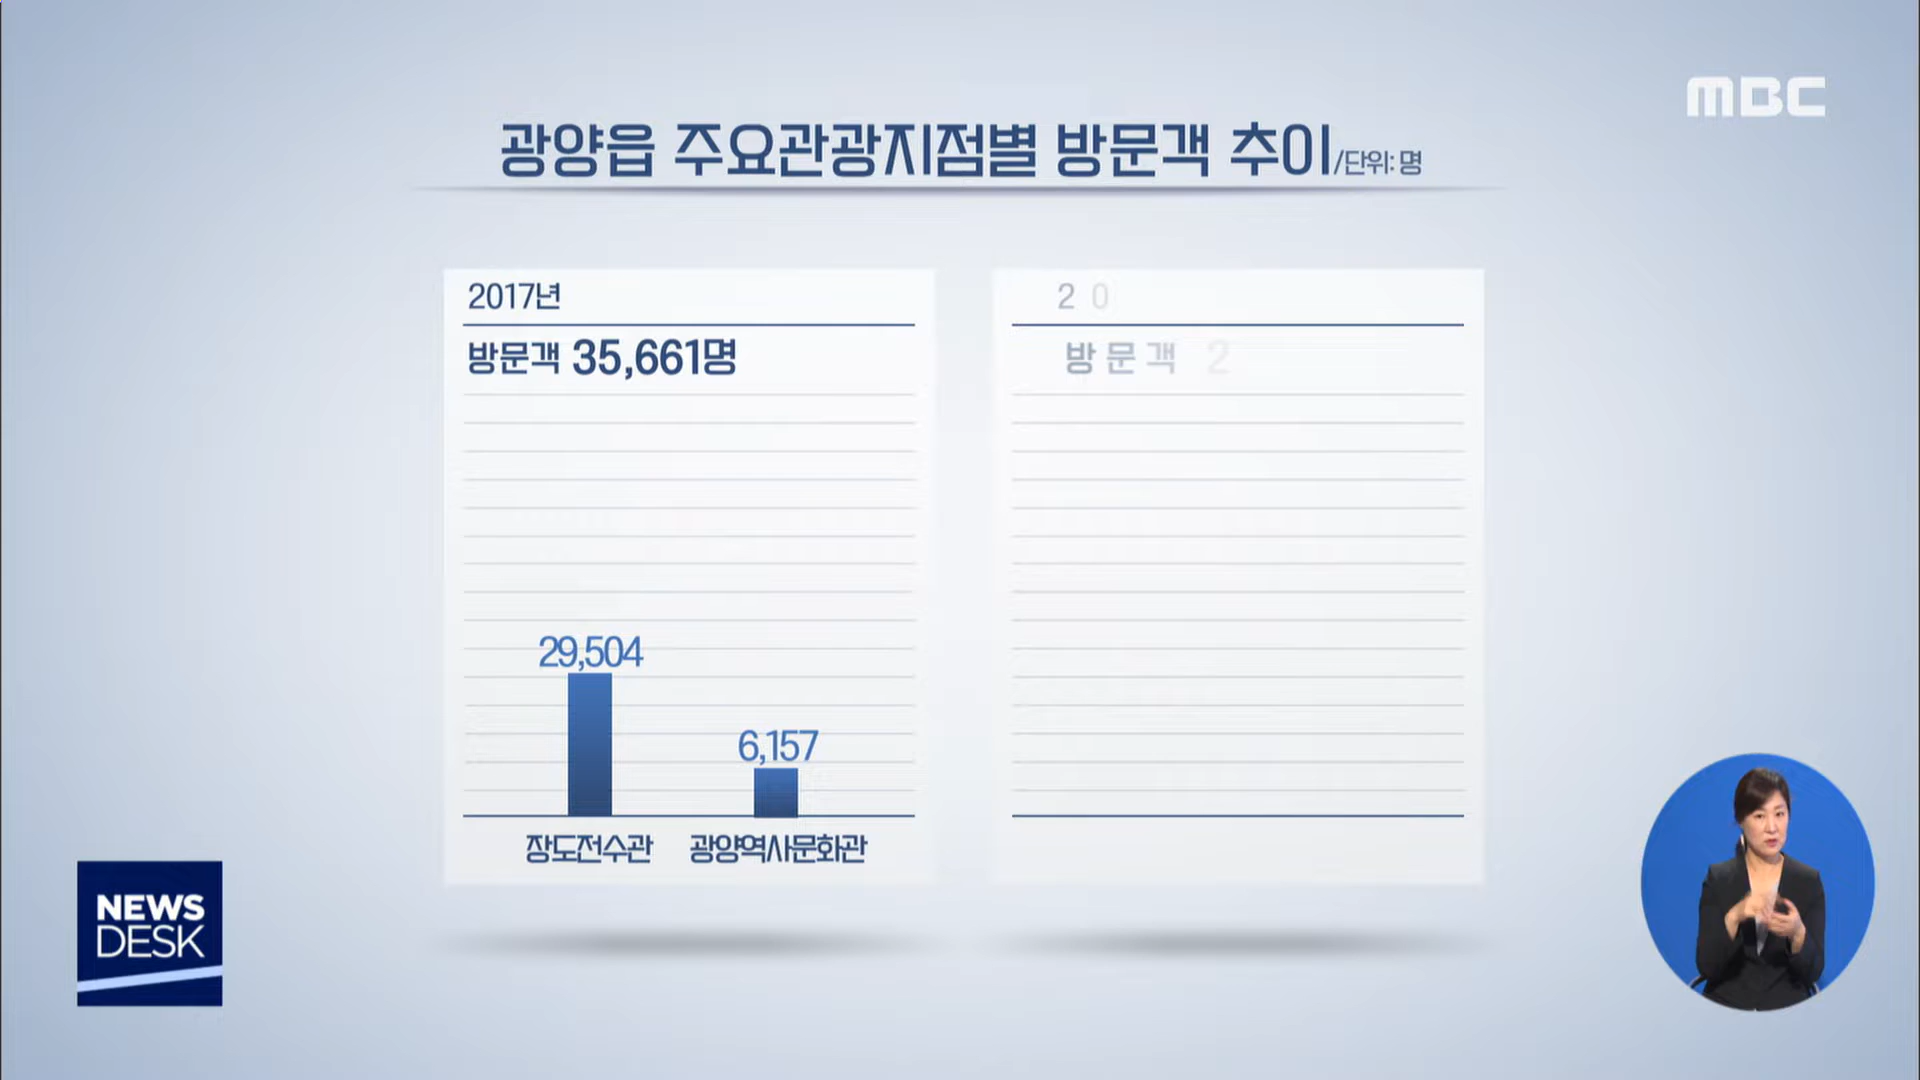 MBC
광양읍 주요관광지점별 방문객 추이/단위: 명
2017년
방문객 35,661명
29,504
6,157
장도전수관
광양역사문화관
20
방문객 2
NEWS
DESK